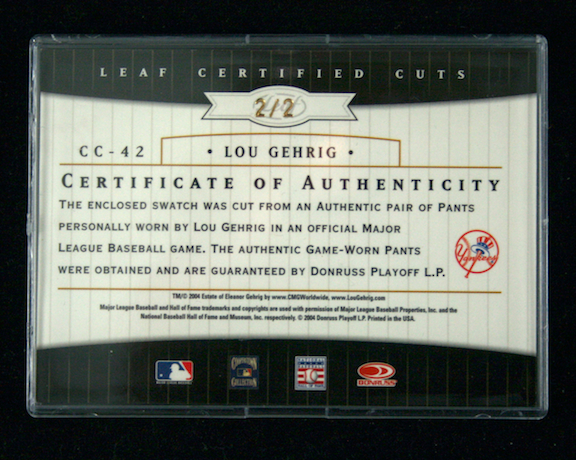 LEAF CERTIFIED CUTS
2/2
CC-42
• LOU GEHRIG •
CERTIFICATE OF AUTHENTICITY
THE ENCLOSED SWATCH WAS CUT FROM AN AUTHENTIC PAIR OF PANTS
PERSONALLY WORN BY LOU GEHRIG IN AN OFFICIAL MAJOR
LEAGUE BASEBALL GAME. THE AUTHENTIC GAME-WORN PANTS
WERE OBTAINED AND ARE GUARANTEED BY DONRUSS PLAYOFF L.P.
Yankees
TM/© 2004 Estate of Eleanor Gehrig by www.CMGWorldwide, www.LouGehrig.com
Major League Baseball and Hall of Fame trademarks and copyrights are used with permission of Major League Baseball Properties, Inc. and the
National Baseball Hall of Fame and Museum, Inc. respectively. © 2004 Donruss Playoff L.P. Printed in the USA.
COLLECTION
DONRUSS